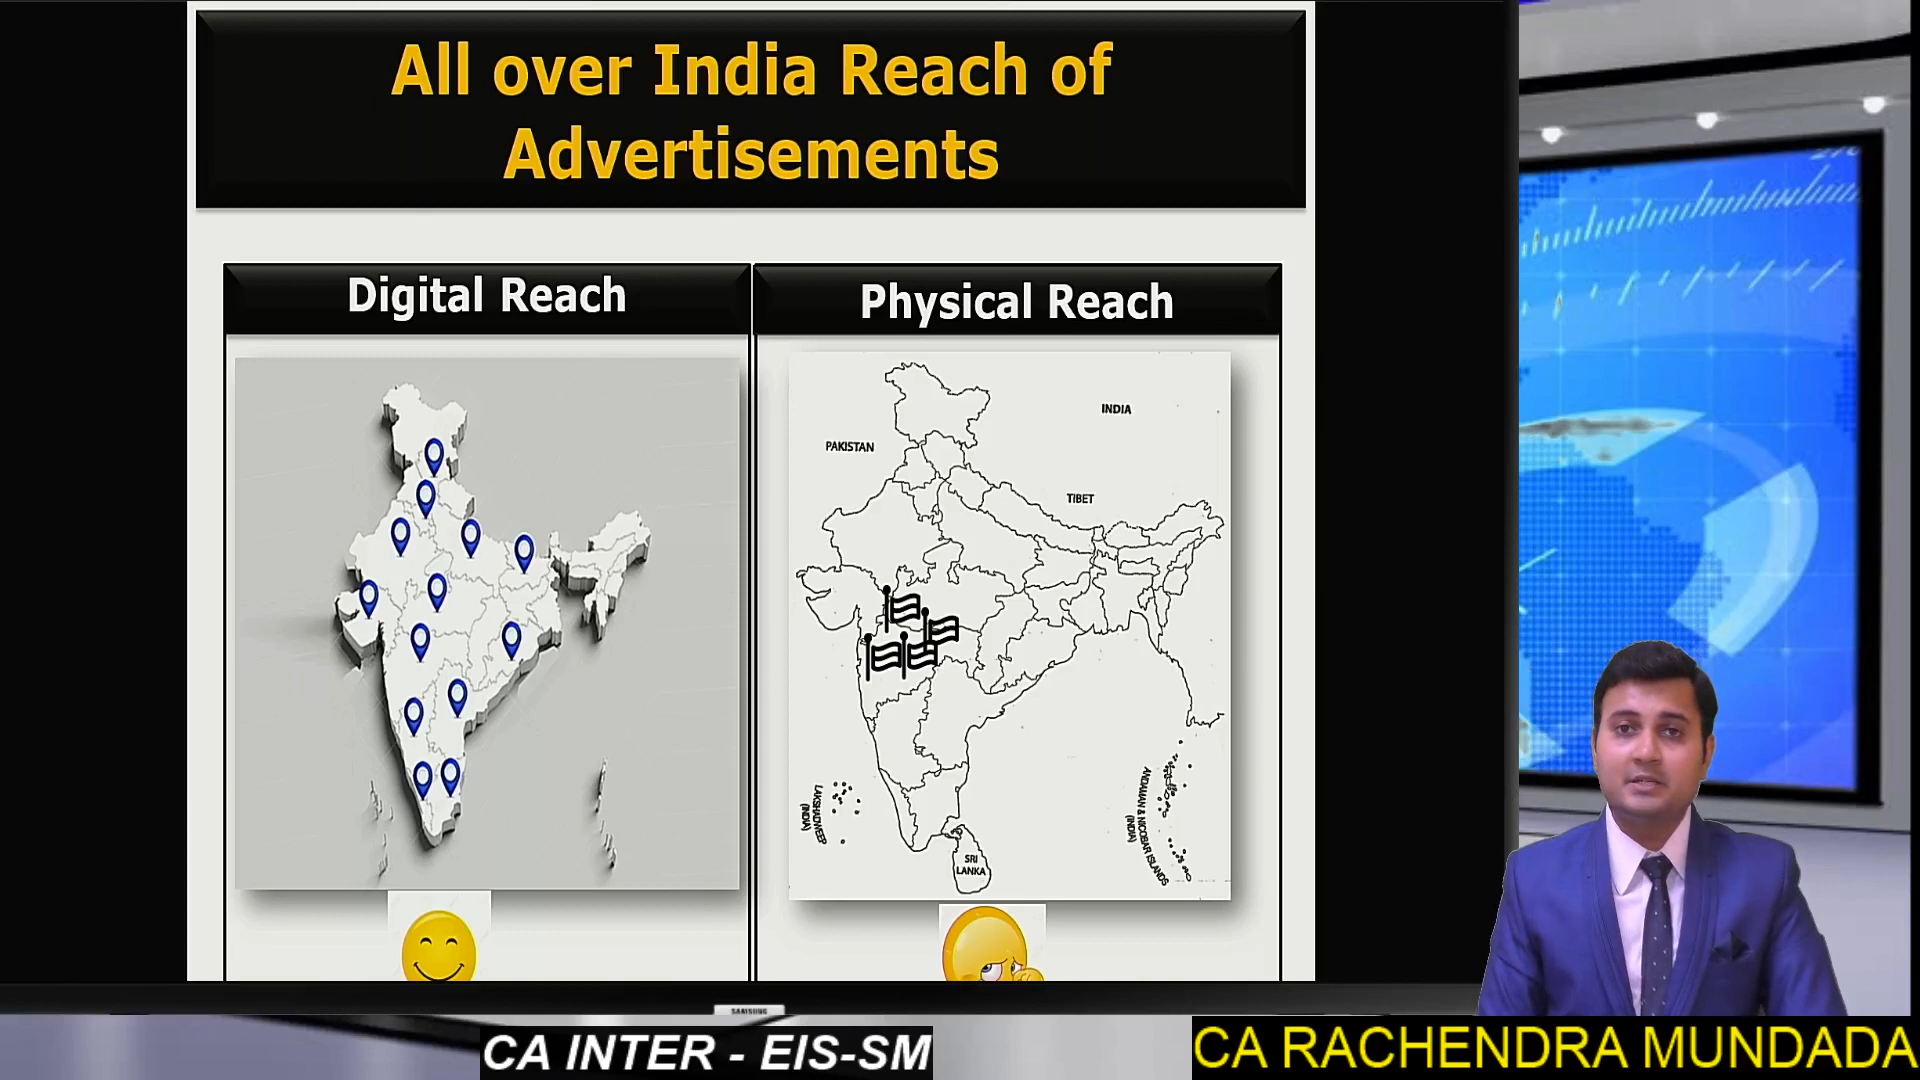 All over India Reach of
Advertisements
Digital Reach
Physical Reach
INDIA
PAKISTAN
TIBET
LAKSHADWEEP
(INDIA)
ANDAMAN & NICOBAR ISLANDS
(INDIA)
SRI
LANKA
SAMSUNG
CA INTER - EIS-SM
CA RACHENDRA MUNDADA